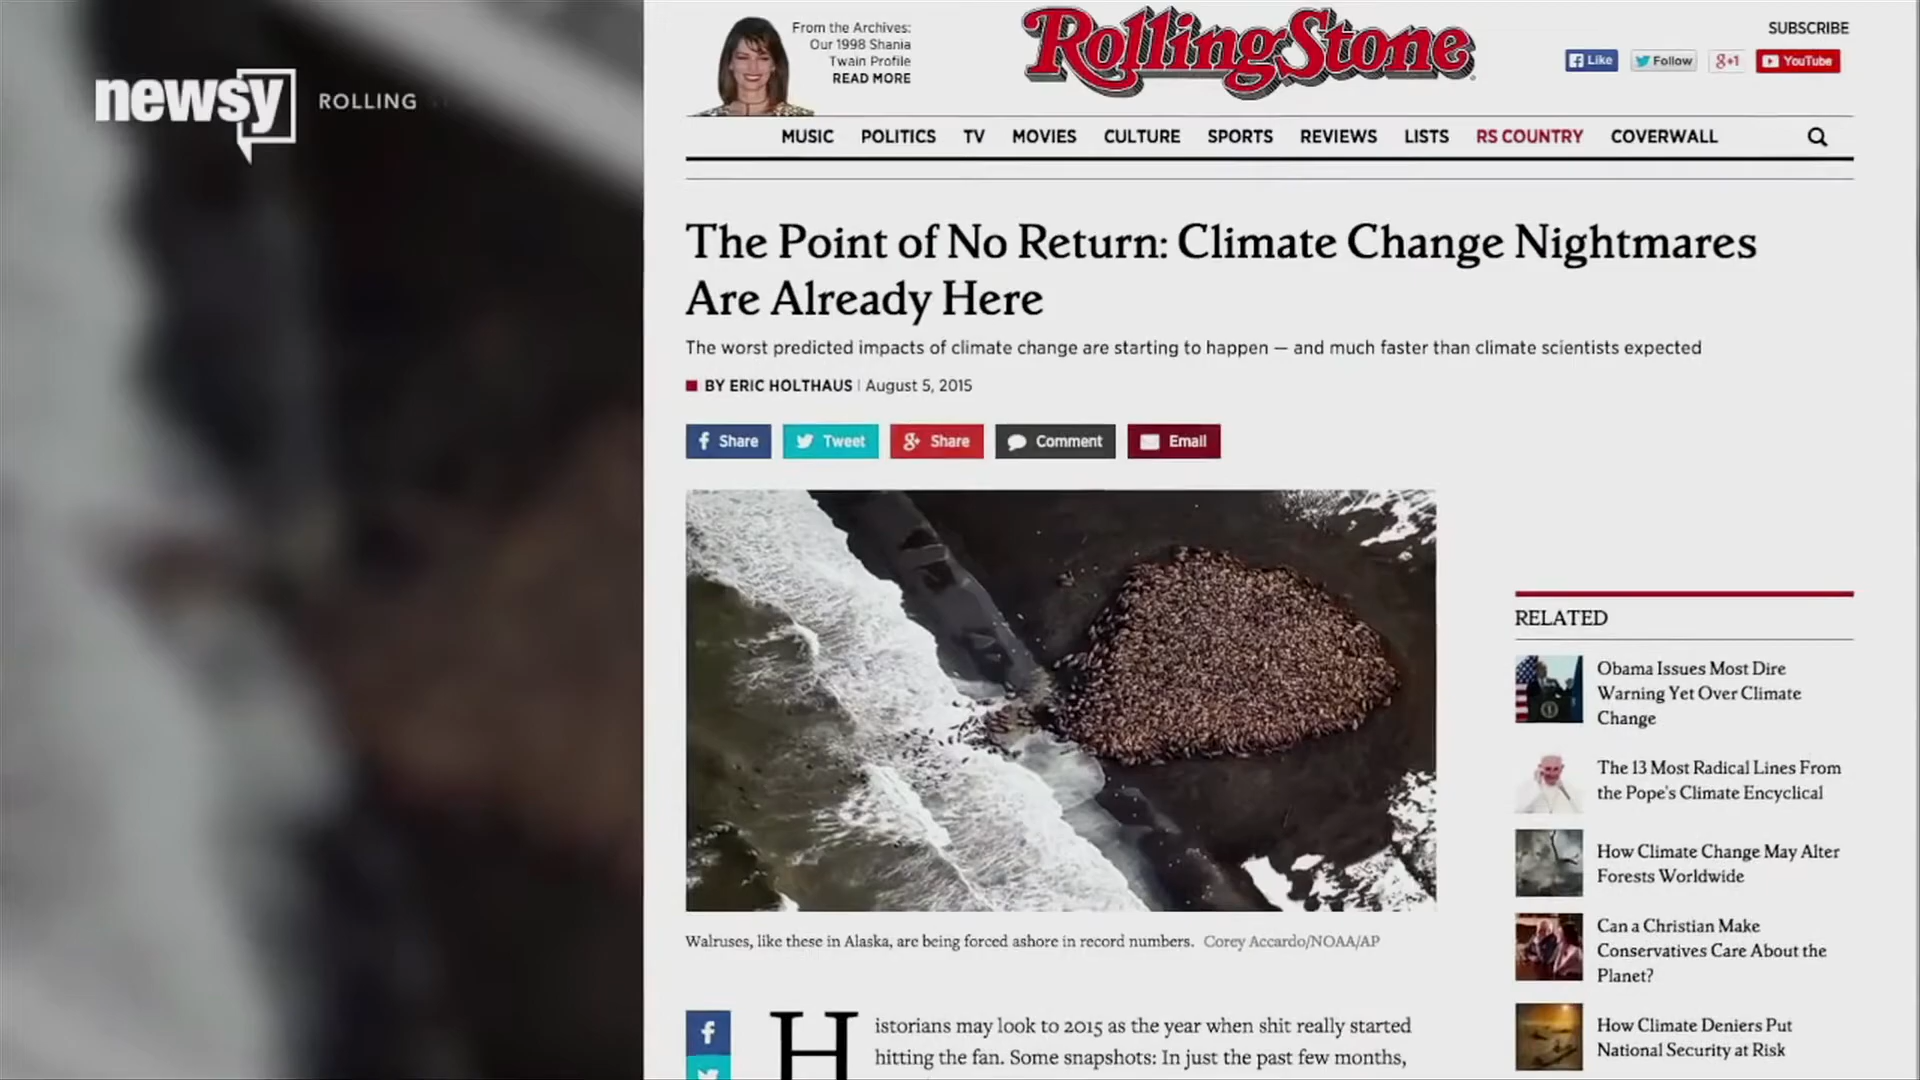 newsy
ROLLING
From the Archives:
Our 1998 Shania
Twain Profile
READ MORE
RollingStone
SUBSCRIBE
Like
Follow
g+1
YouTube
MUSIC POLITICS TV MOVIES CULTURE SPORTS REVIEWS LISTS RS COUNTRY COVERWALL
The Point of No Return: Climate Change Nightmares
Are Already Here
The worst predicted impacts of climate change are starting to happen — and much faster than climate scientists expected
BY ERIC HOLTHAUS | August 5, 2015
Share
Tweet
Share
Comment
Email
Walruses, like these in Alaska, are being forced ashore in record numbers. Corey Accardo/NOAA/AP
Historians may look to 2015 as the year when shit really started
hitting the fan. Some snapshots: In just the past few months,
RELATED
Obama Issues Most Dire
Warning Yet Over Climate
Change
The 13 Most Radical Lines From
the Pope's Climate Encyclical
How Climate Change May Alter
Forests Worldwide
Can a Christian Make
Conservatives Care About the
Planet?
How Climate Deniers Put
National Security at Risk